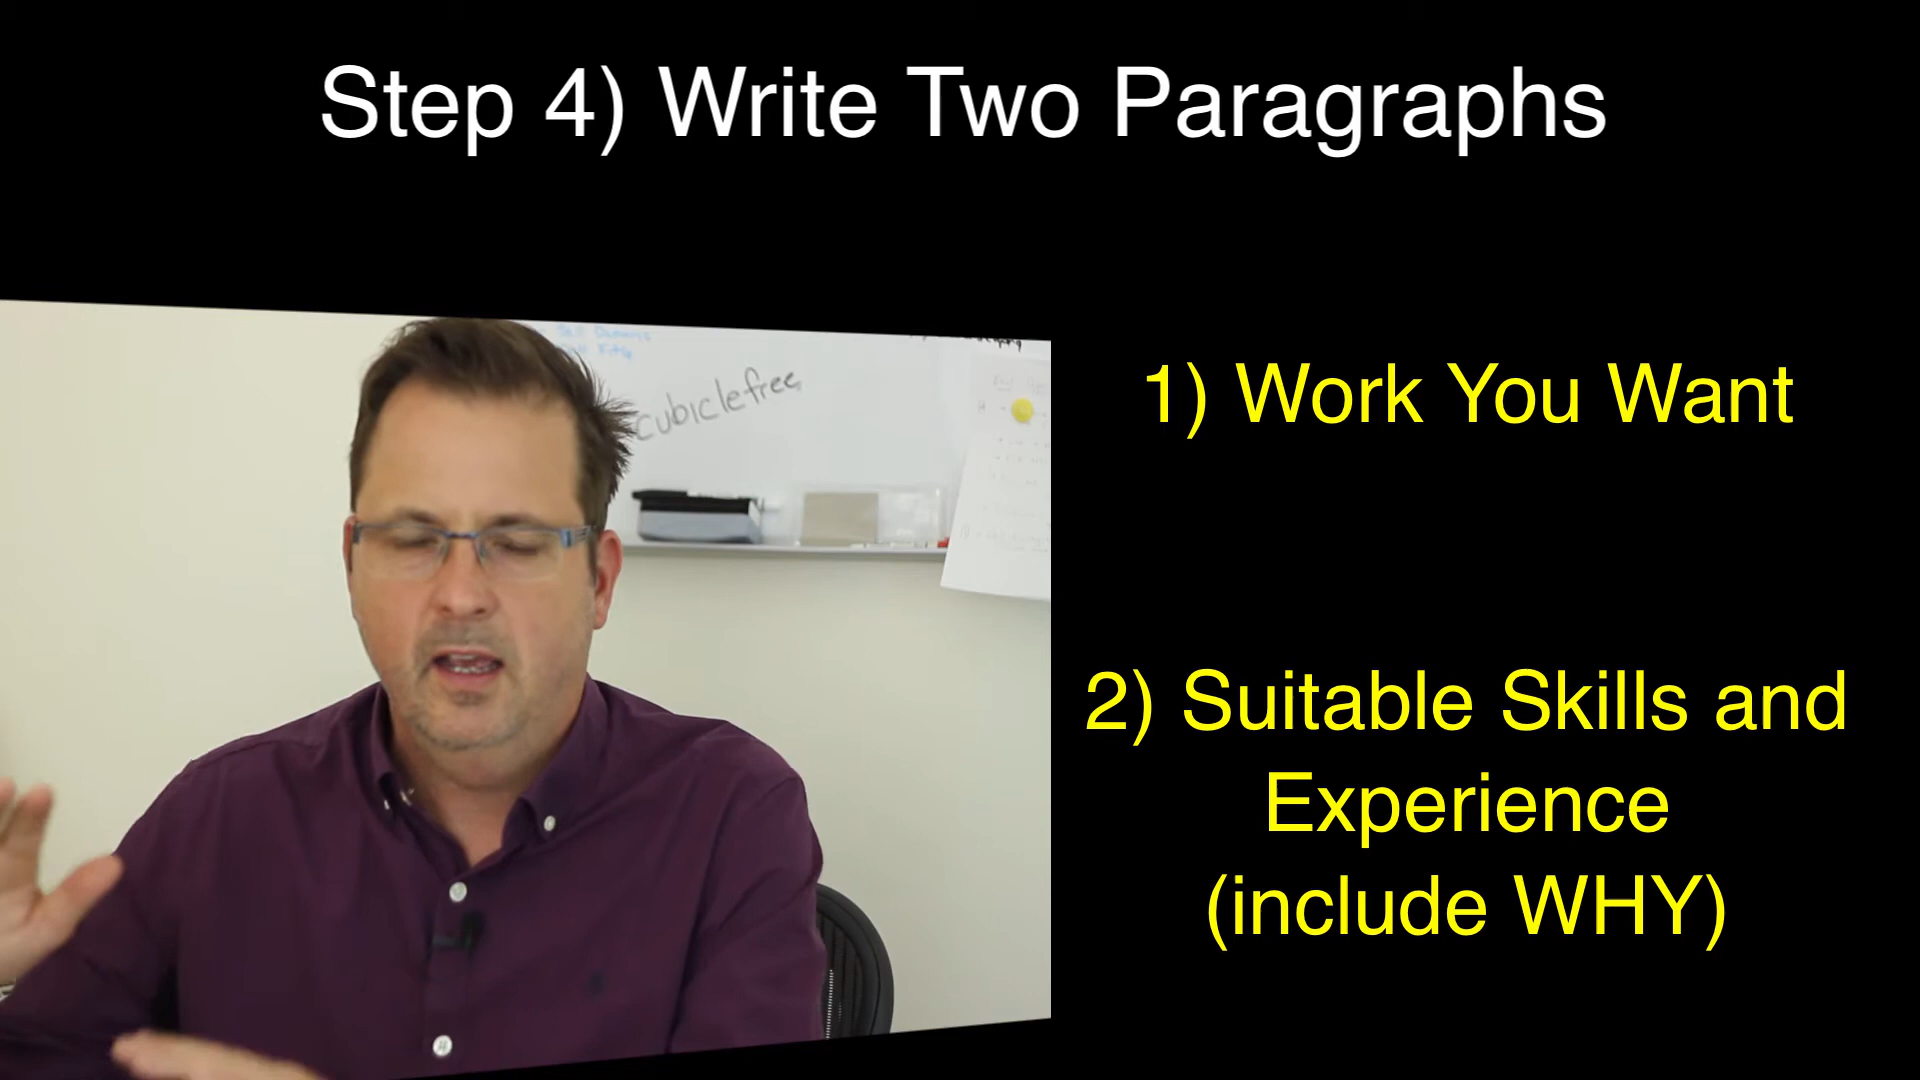 Step 4) Write Two Paragraphs
cubiclefree
1) Work You Want
2) Suitable Skills and
Experience
(include WHY)